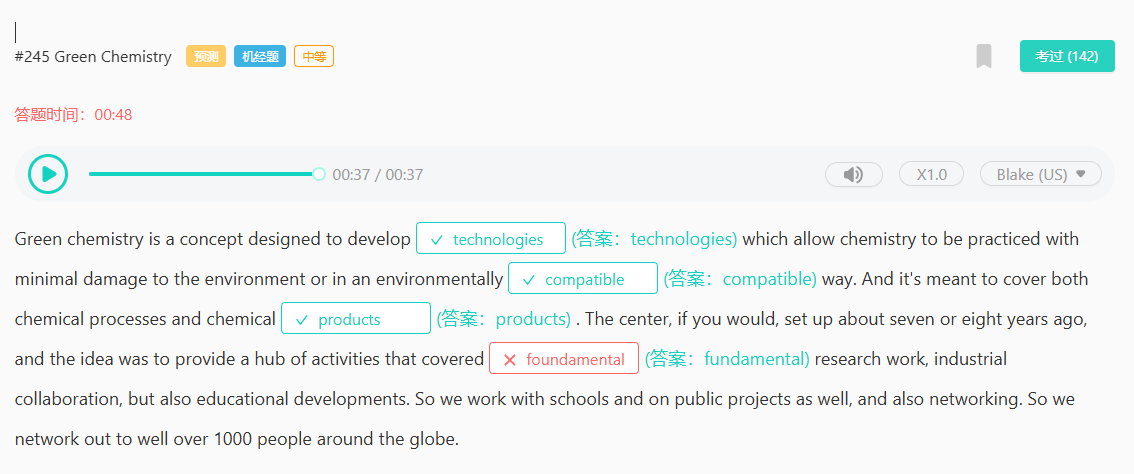 #245 Green Chemistry 预测 机经题 中等 考过 (142)
答题时间：00:48
00:37 / 00:37 X1.0 Blake (US)
Green chemistry is a concept designed to develop technologies (答案：technologies) which allow chemistry to be practiced with
minimal damage to the environment or in an environmentally compatible (答案：compatible) way. And it's meant to cover both
chemical processes and chemical products (答案：products) . The center, if you would, set up about seven or eight years ago,
and the idea was to provide a hub of activities that covered foundamental (答案：fundamental) research work, industrial
collaboration, but also educational developments. So we work with schools and on public projects as well, and also networking. So we
network out to well over 1000 people around the globe.